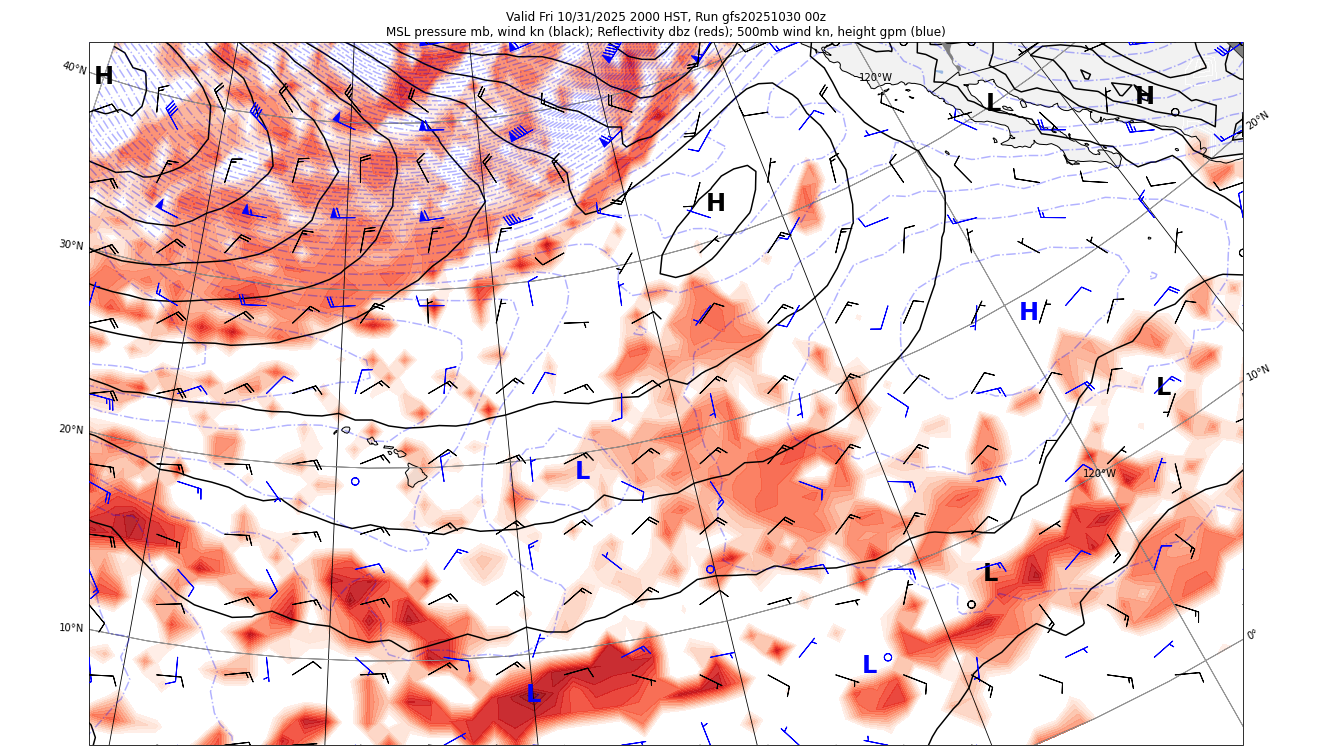 Valid Fri 10/31/2025 2000 HST, Run gfs20251030 00z
MSL pressure mb, wind kn (black); Reflectivity dbz (reds); 500mb wind kn, height gpm (blue)
40°N
H
120°W
L
H
20°N
H
30°N
H
10°N
L
20°N
L
120°W
L
10°N
0°
L
L